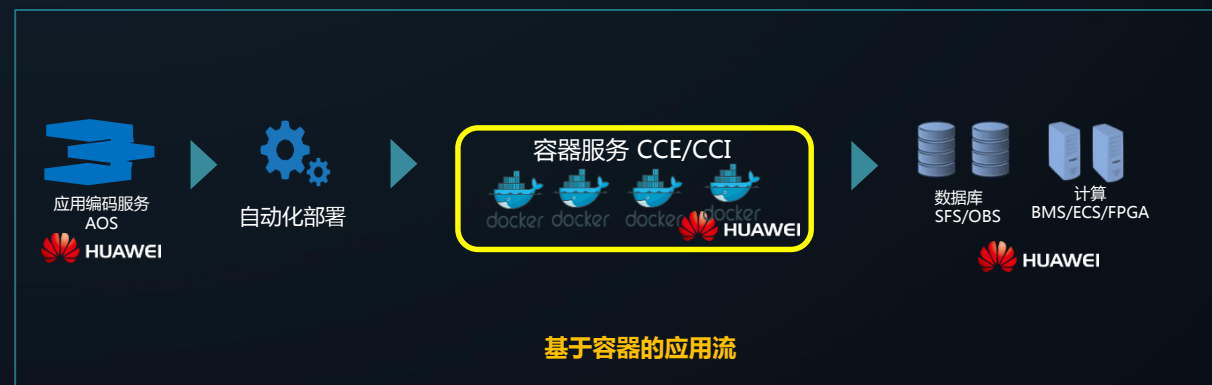 应用编码服务
AOS
HUAWEI
自动化部署
容器服务 CCE/CCI
docker docker docker docker
HUAWEI
数据库
SFS/OBS
计算
BMS/ECS/FPGA
HUAWEI
基于容器的应用流